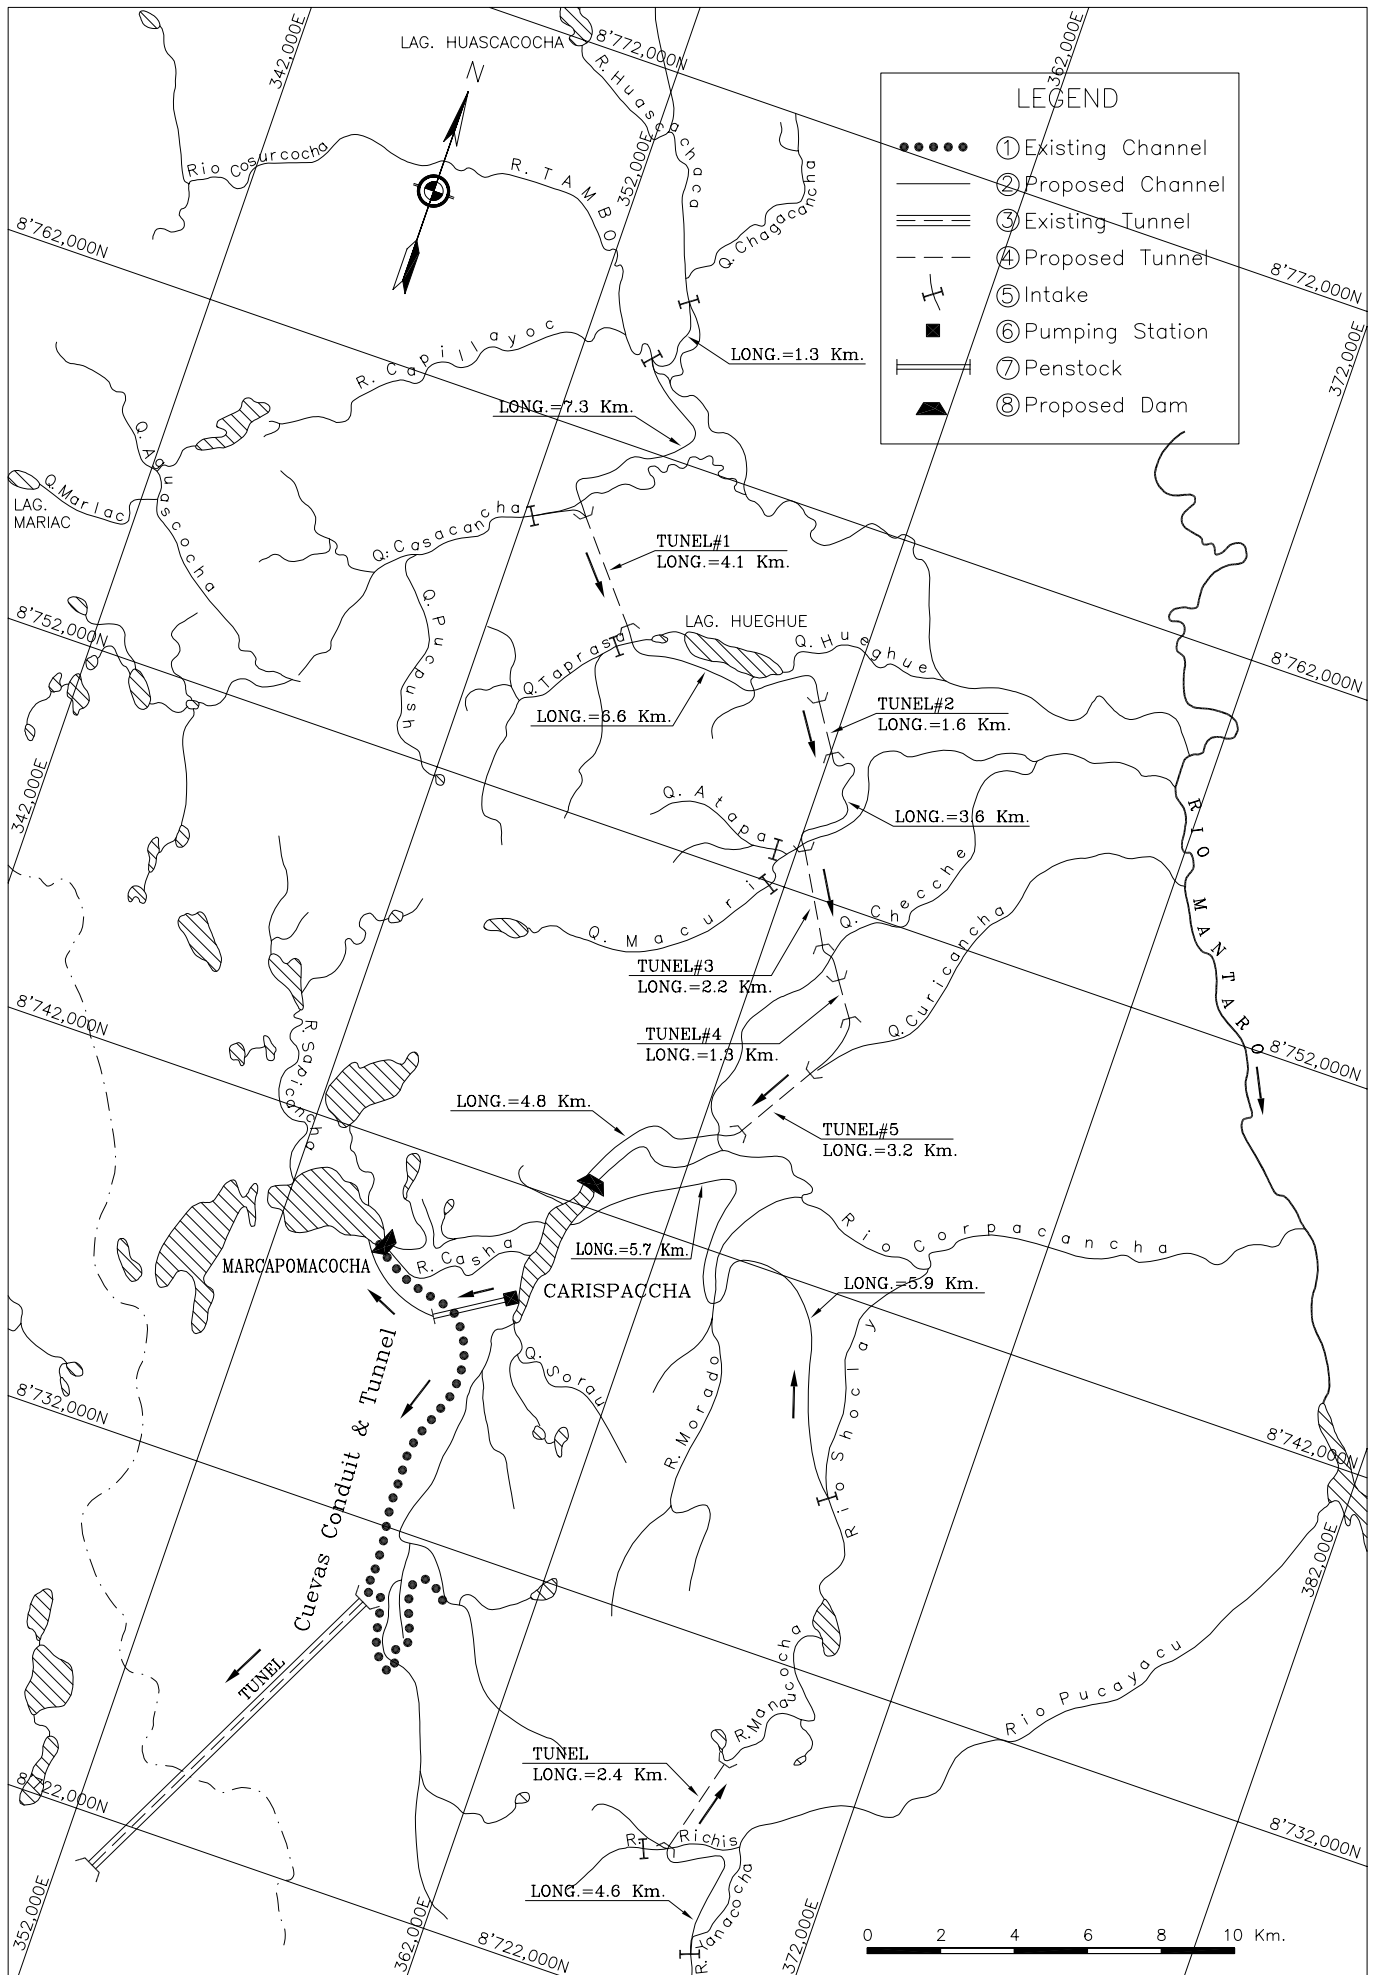 342,000E
LAG. HUASCACOCHA
8'772,000N
362,000E
N
R. Huascachaca
LEGEND
① Existing Channel
② Proposed Channel
③ Existing Tunnel
④ Proposed Tunnel
⑤ Intake
⑥ Pumping Station
⑦ Penstock
⑧ Proposed Dam
Rio Cosurcocha
R. TAMBO
352,000E
Q. Chagacancha
8'762,000N
8'772,000N
372,000E
R. Capillayoc
LONG.=1.3 Km.
LONG.=7.3 Km.
Q. Aguascocha
Q. Mariac
LAG.
MARIAC
Q. Casacancha
TUNEL#1
LONG.=4.1 Km.
Q. Pucpush
8'752,000N
LAG. HUEGHUE
Q. Hueghue
Q. Taprasa
8'762,000N
LONG.=6.6 Km.
TUNEL#2
LONG.=1.6 Km.
342,000E
Q. Atapa
LONG.=3.6 Km.
RIO MANTARO
Q. Checche
Q. Macuri
Q. Curicancha
TUNEL#3
LONG.=2.2 Km.
8'742,000N
R. Sapicancha
TUNEL#4
LONG.=1.3 Km.
8'752,000N
LONG.=4.8 Km.
TUNEL#5
LONG.=3.2 Km.
Rio Corpacancha
R. Casha
LONG.=5.7 Km.
MARCAPOMACOCHA
CARISPACCHA
LONG.=5.9 Km.
Q. Sorau
R. Morado
Rio Shoclay
8'732,000N
8'742,000N
Cuevas Conduit & Tunnel
382,000E
TUNEL
R. Manaucocha
Rio Pucayacu
TUNEL
LONG.=2.4 Km.
8'722,000N
8'732,000N
R. Richis
LONG.=4.6 Km.
R. Yanacocha
352,000E
362,000E
8'722,000N
372,000E
0 2 4 6 8 10 Km.